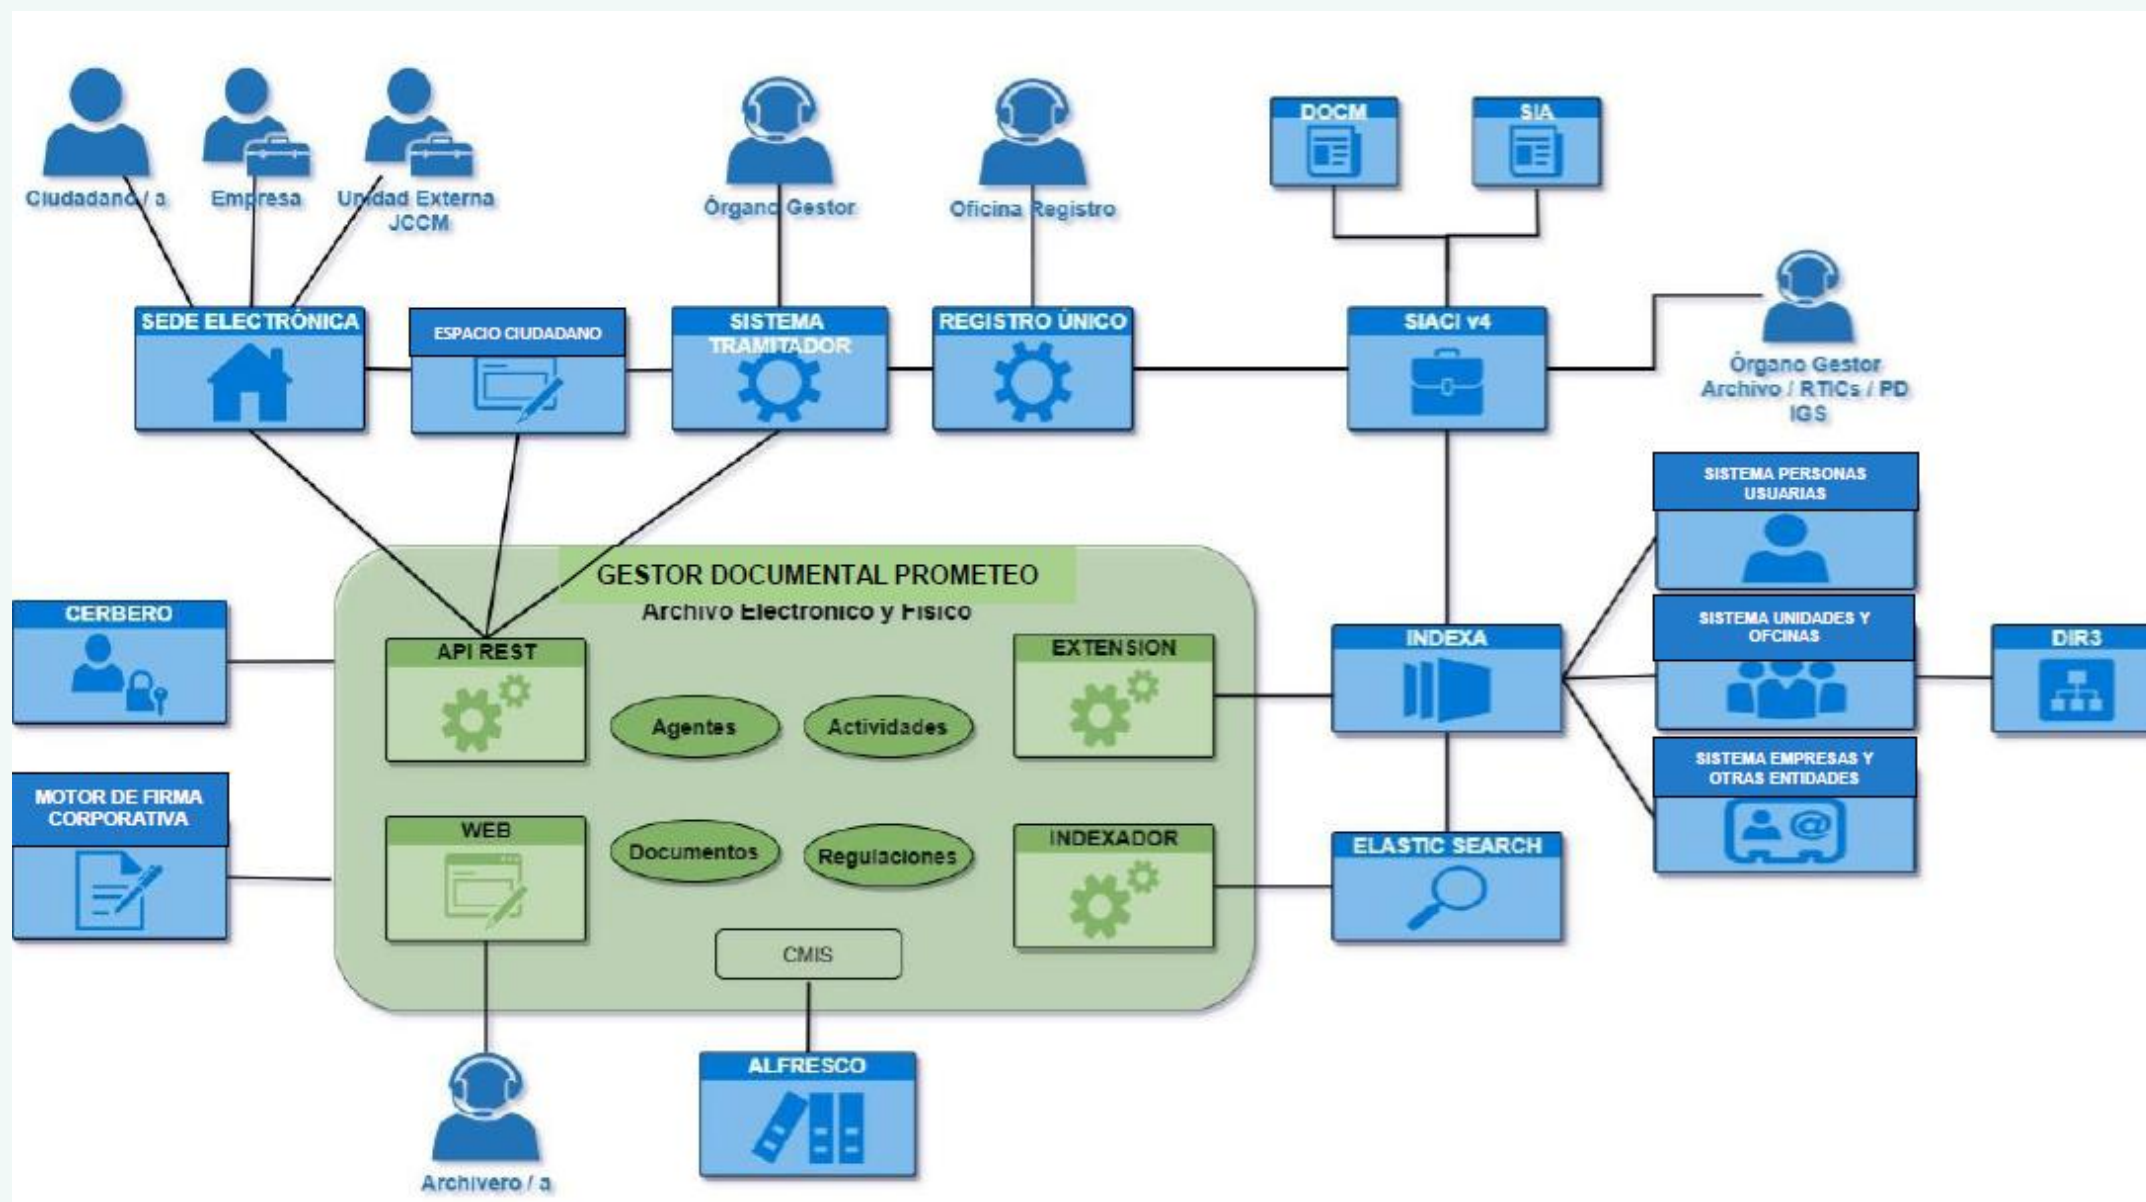 DOCM
SIA
Ciudadano / a
Empresa
Unidad Externa
JCCM
Órgano Gestor
Oficina Registro
SEDE ELECTRÓNICA
ESPACIO CIUDADANO
SISTEMA
TRAMITADOR
REGISTRO ÚNICO
SIACI v4
Órgano Gestor
Archivo / RTICs / PD
IGS
SISTEMA PERSONAS
USUARIAS
GESTOR DOCUMENTAL PROMETEO
Archivo Electronico y Fisico
CERBERO
API REST
EXTENSION
INDEXA
SISTEMA UNIDADES Y
OFCINAS
DIR3
Agentes
Actividades
MOTOR DE FIRMA
CORPORATIVA
SISTEMA EMPRESAS Y
OTRAS ENTIDADES
WEB
Documentos
Regulaciones
INDEXADOR
ELASTIC SEARCH
CMIS
ALFRESCO
Archivero / a